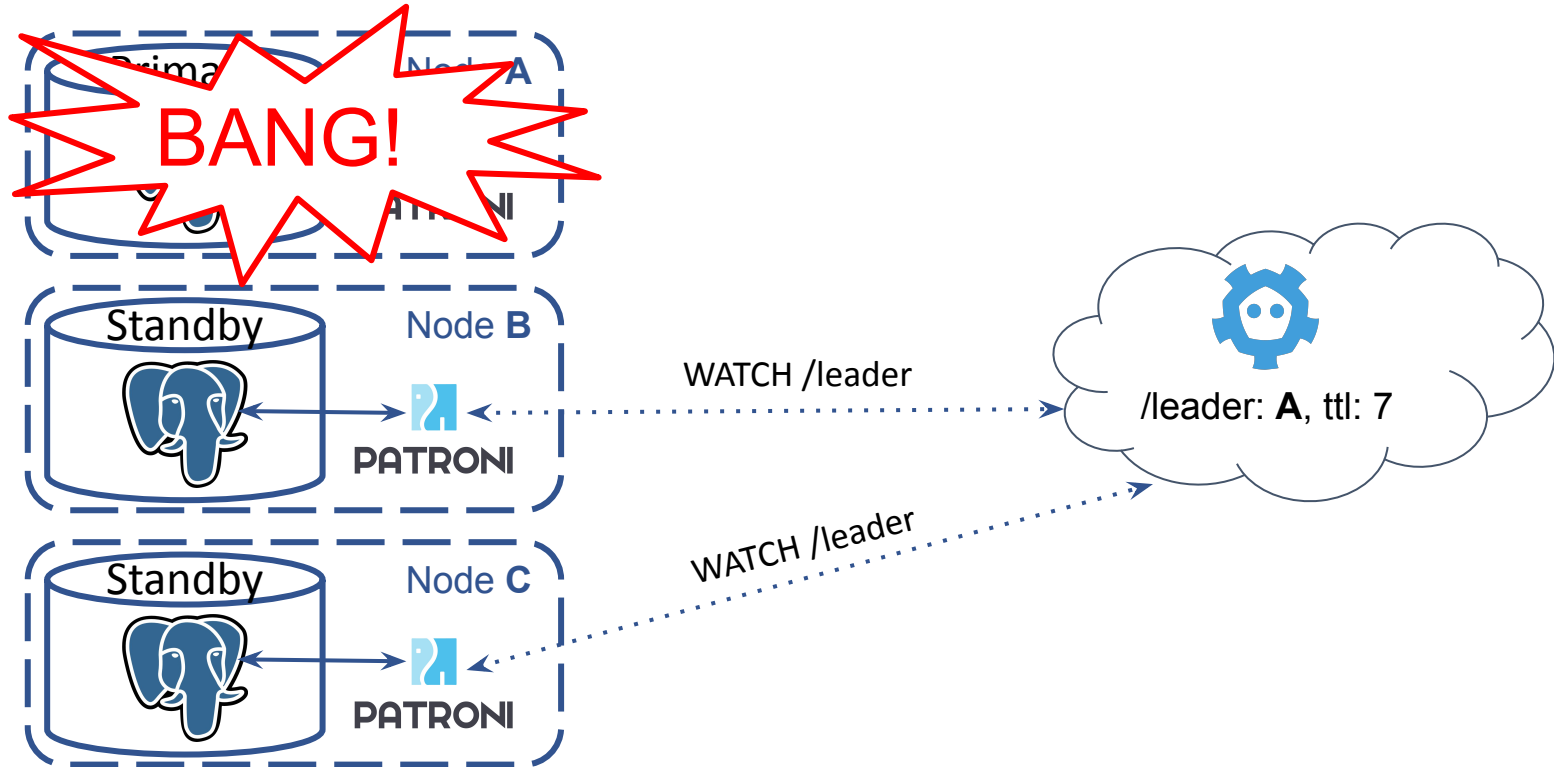 Node A
BANG!
Standby
Node B
PATRONI
WATCH /leader
/leader: A, ttl: 7
WATCH /leader
Standby
Node C
PATRONI